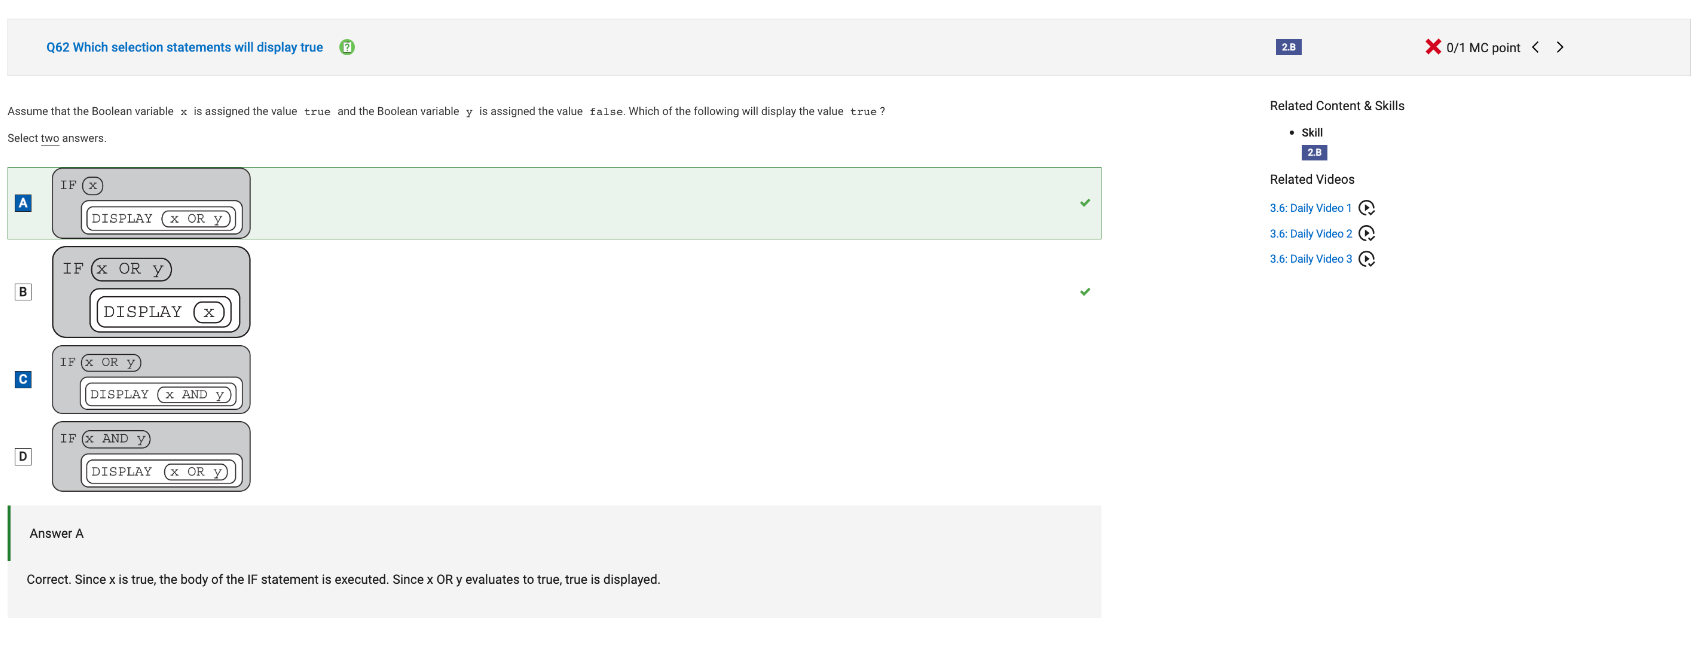 Q62 Which selection statements will display true
2.B
0/1 MC point
Assume that the Boolean variable x is assigned the value true and the Boolean variable y is assigned the value false. Which of the following will display the value true ?
Select two answers.
A
IF x
DISPLAY x OR y
B
IF x OR y
DISPLAY x
C
IF x OR y
DISPLAY x AND y
D
IF x AND y
DISPLAY x OR y
Answer A
Correct. Since x is true, the body of the IF statement is executed. Since x OR y evaluates to true, true is displayed.
Related Content & Skills
• Skill
2.B
Related Videos
3.6: Daily Video 1
3.6: Daily Video 2
3.6: Daily Video 3